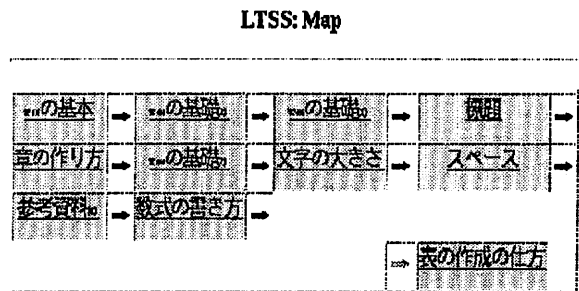 LTSS: Map
の基本 → の基礎 → の基礎 → →
章の作り方 → の基礎 → 文字の大きさ → スペース →
参考資料 → 数式の書き方 →
⇒ 表の作成の仕方